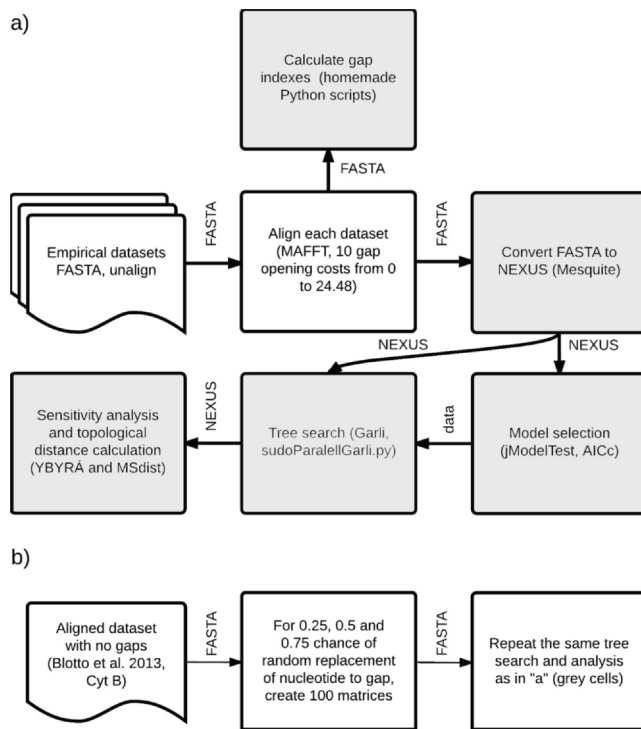 a)
Calculate gap
indexes (homemade
Python scripts)
FASTA
Empirical datasets
FASTA, unalign
FASTA
Align each dataset
(MAFFT, 10 gap
opening costs from 0
to 24.48)
FASTA
Convert FASTA to
NEXUS (Mesquite)
NEXUS
NEXUS
Sensitivity analysis
and topological
distance calculation
(YBYRÁ and MSdist)
NEXUS
Tree search (Garli,
sudoParalellGarli.py)
data
Model selection
(jModelTest, AICc)
b)
Aligned dataset
with no gaps
(Blotto et al. 2013,
Cyt B)
FASTA
For 0.25, 0.5 and
0.75 chance of
random replacement
of nucleotide to gap,
create 100 matrices
FASTA
Repeat the same tree
search and analysis
as in "a" (grey cells)